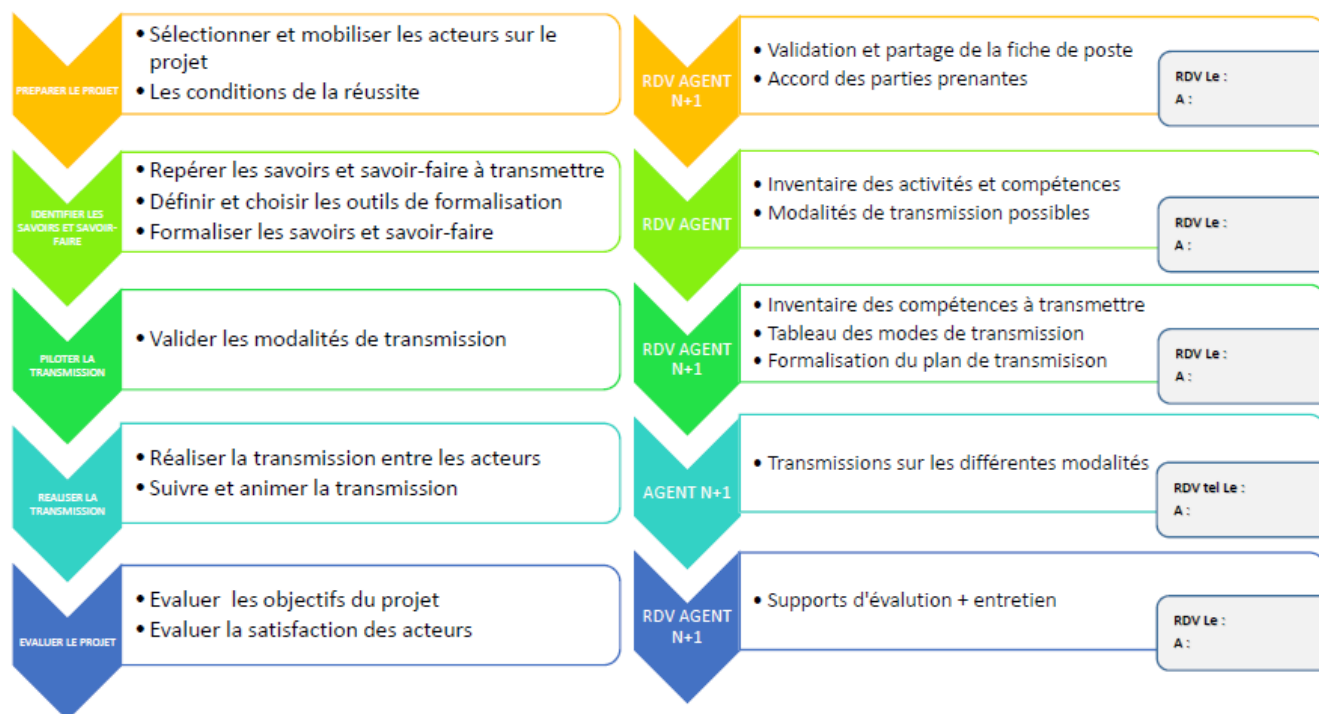 PREPARER LE PROJET
• Sélectionner et mobiliser les acteurs sur le
projet
• Les conditions de la réussite
RDV AGENT
N+1
• Validation et partage de la fiche de poste
• Accord des parties prenantes
RDV Le :
A :
IDENTIFIER LES
SAVOIRS ET SAVOIR-
FAIRE
• Repérer les savoirs et savoir-faire à transmettre
• Définir et choisir les outils de formalisation
• Formaliser les savoirs et savoir-faire
RDV AGENT
• Inventaire des activités et compétences
• Modalités de transmission possibles
RDV Le :
A :
PILOTER LA
TRANSMISSION
• Valider les modalités de transmission
RDV AGENT
N+1
• Inventaire des compétences à transmettre
• Tableau des modes de transmission
• Formalisation du plan de transmisison
RDV Le :
A :
REALISER LA
TRANSMISSION
• Réaliser la transmission entre les acteurs
• Suivre et animer la transmission
AGENT N+1
• Transmissions sur les différentes modalités
RDV tel Le :
A :
EVALUER LE PROJET
• Evaluer les objectifs du projet
• Evaluer la satisfaction des acteurs
RDV AGENT
N+1
• Supports d'évalution + entretien
RDV Le :
A :